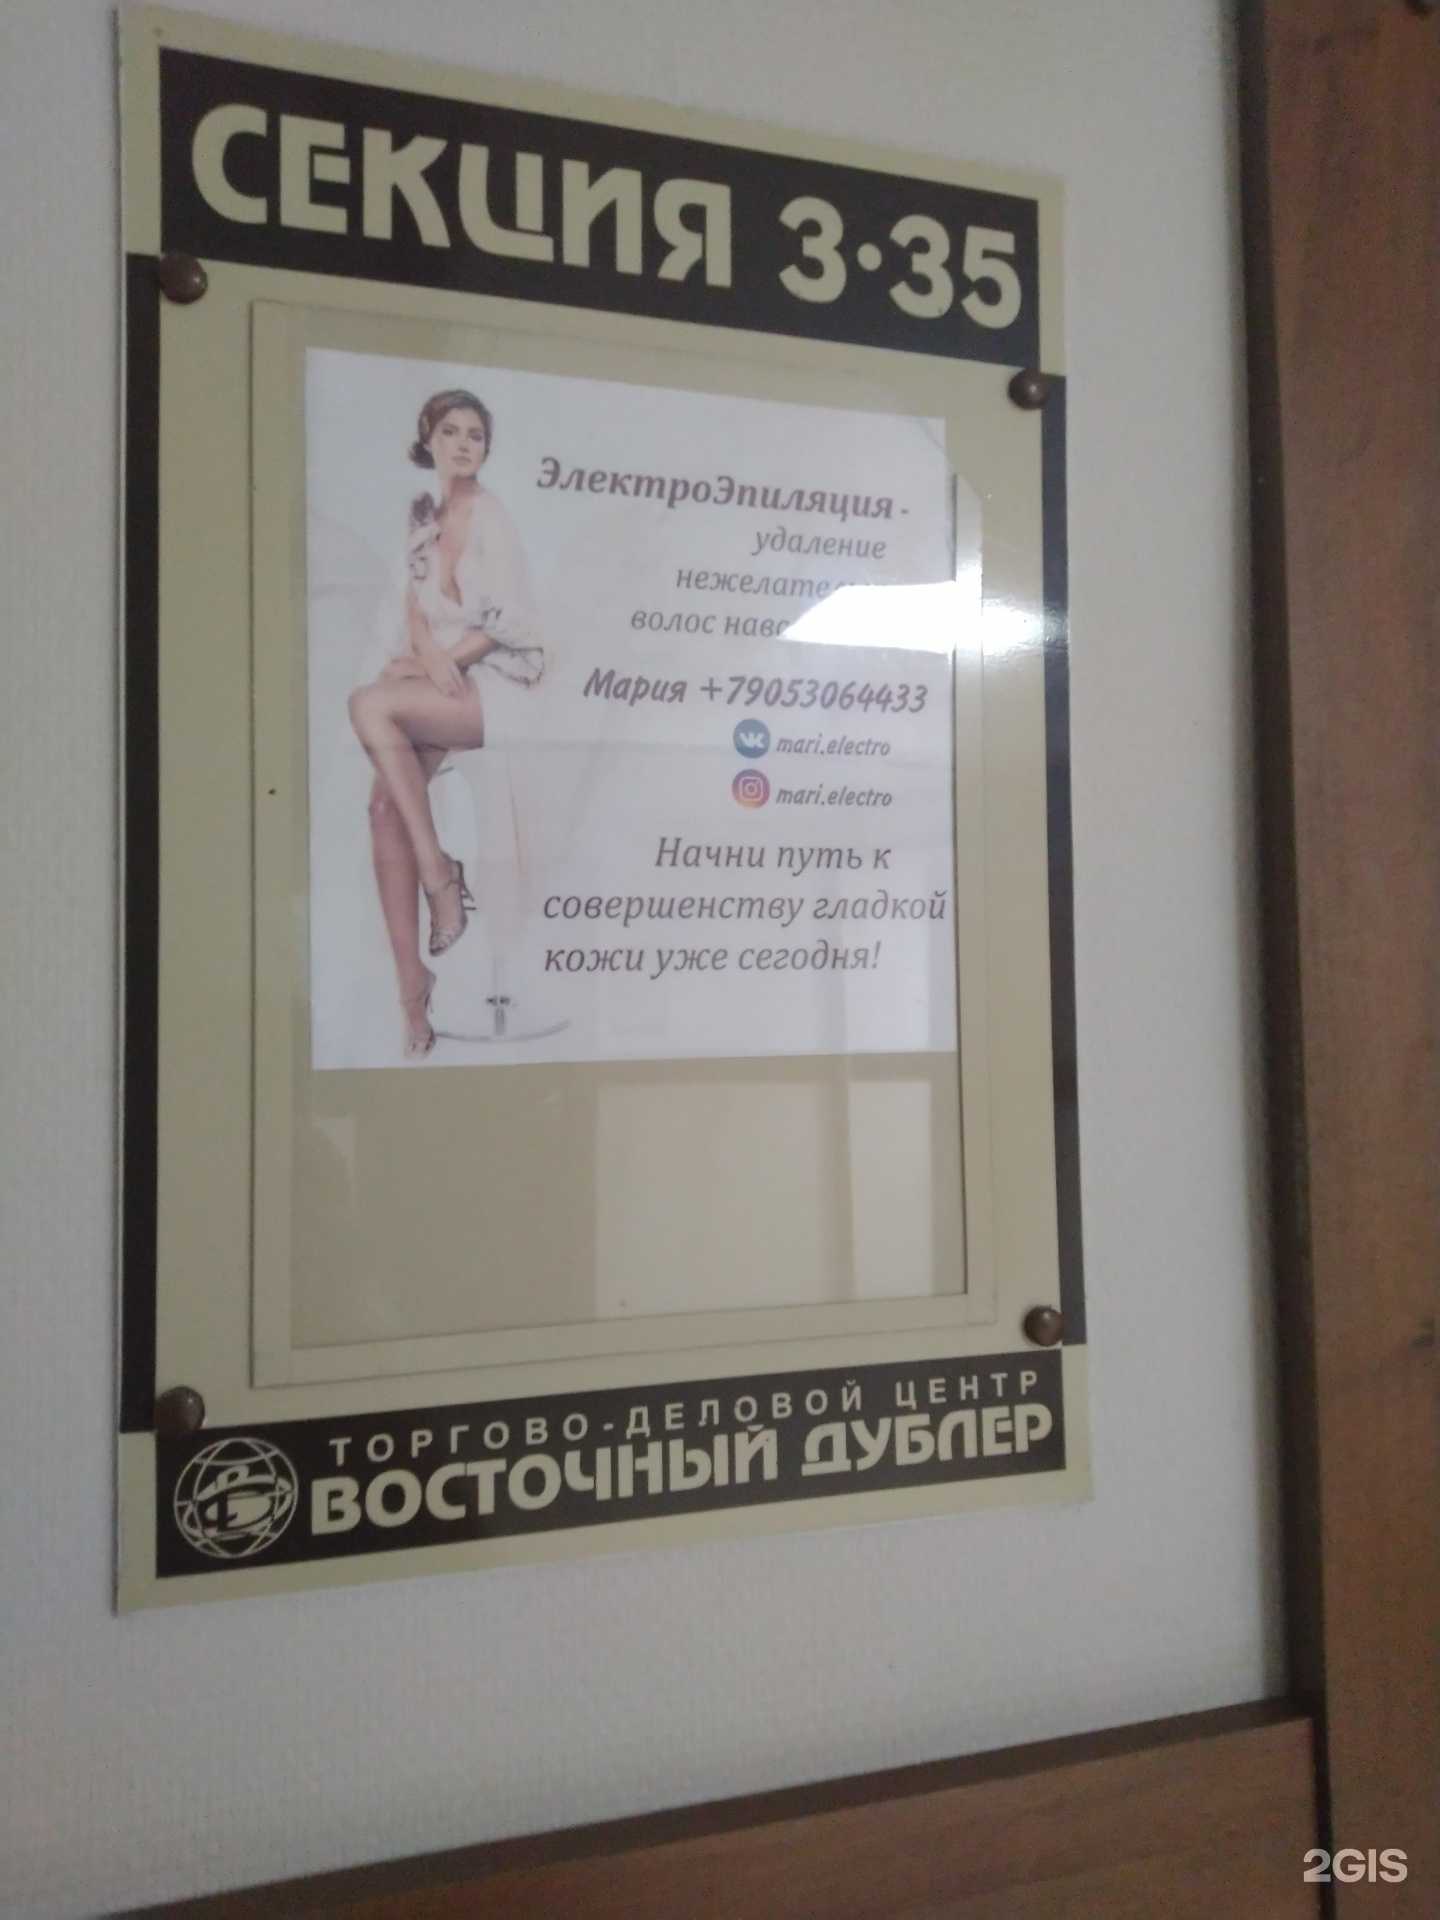 СЕКЦИЯ 3·35
ЭлектроЭпиляция -
удаление
волос
Мария +79053064433
mari.electro
mari.electro
Начни путь к
совершенству гладкой
кожи уже сегодня!
ТОРГОВО-ДЕЛОВОЙ ЦЕНТР
ВОСТОЧНЫЙ ДУБЛЕР
2GIS